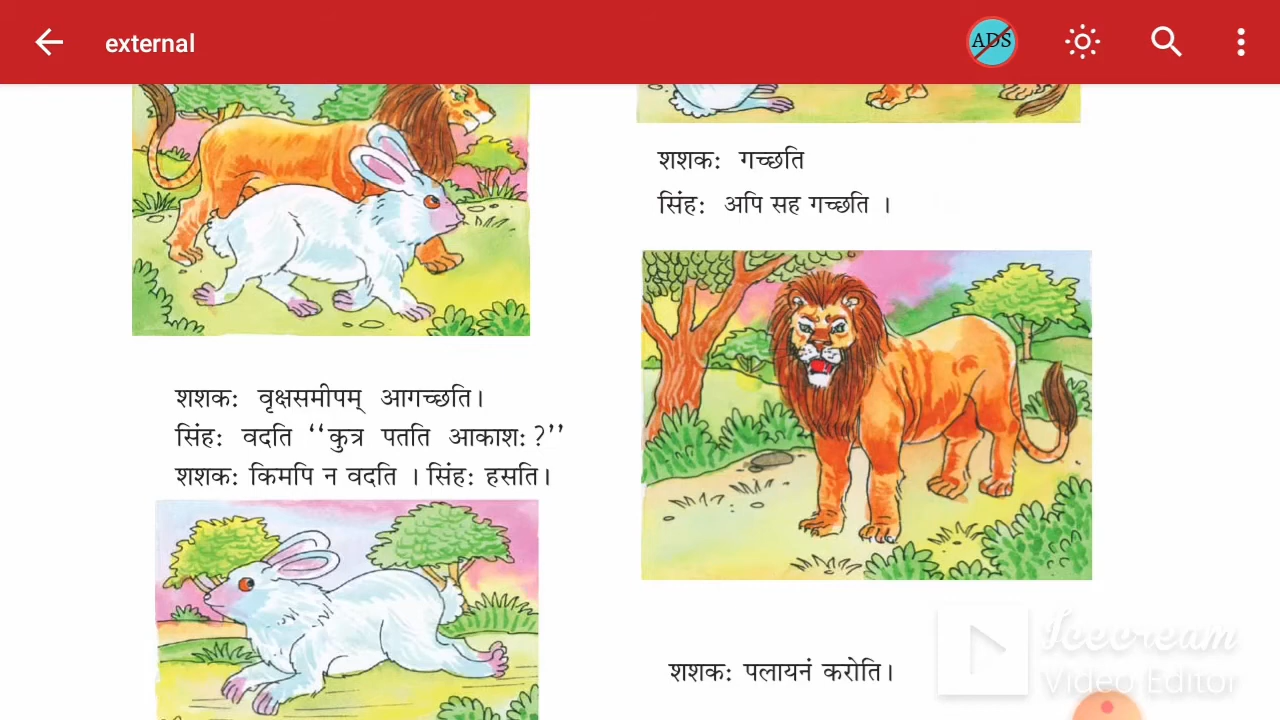 external
ADS
शशकः गच्छति
सिंहः अपि सह गच्छति ।
शशकः वृक्षसमीपम् आगच्छति।
सिंहः वदति “कुत्र पतति आकाशः ?”
शशकः किमपि न वदति । सिंहः हसति।
शशकः पलायनं करोति।
Icecream
Video Editor